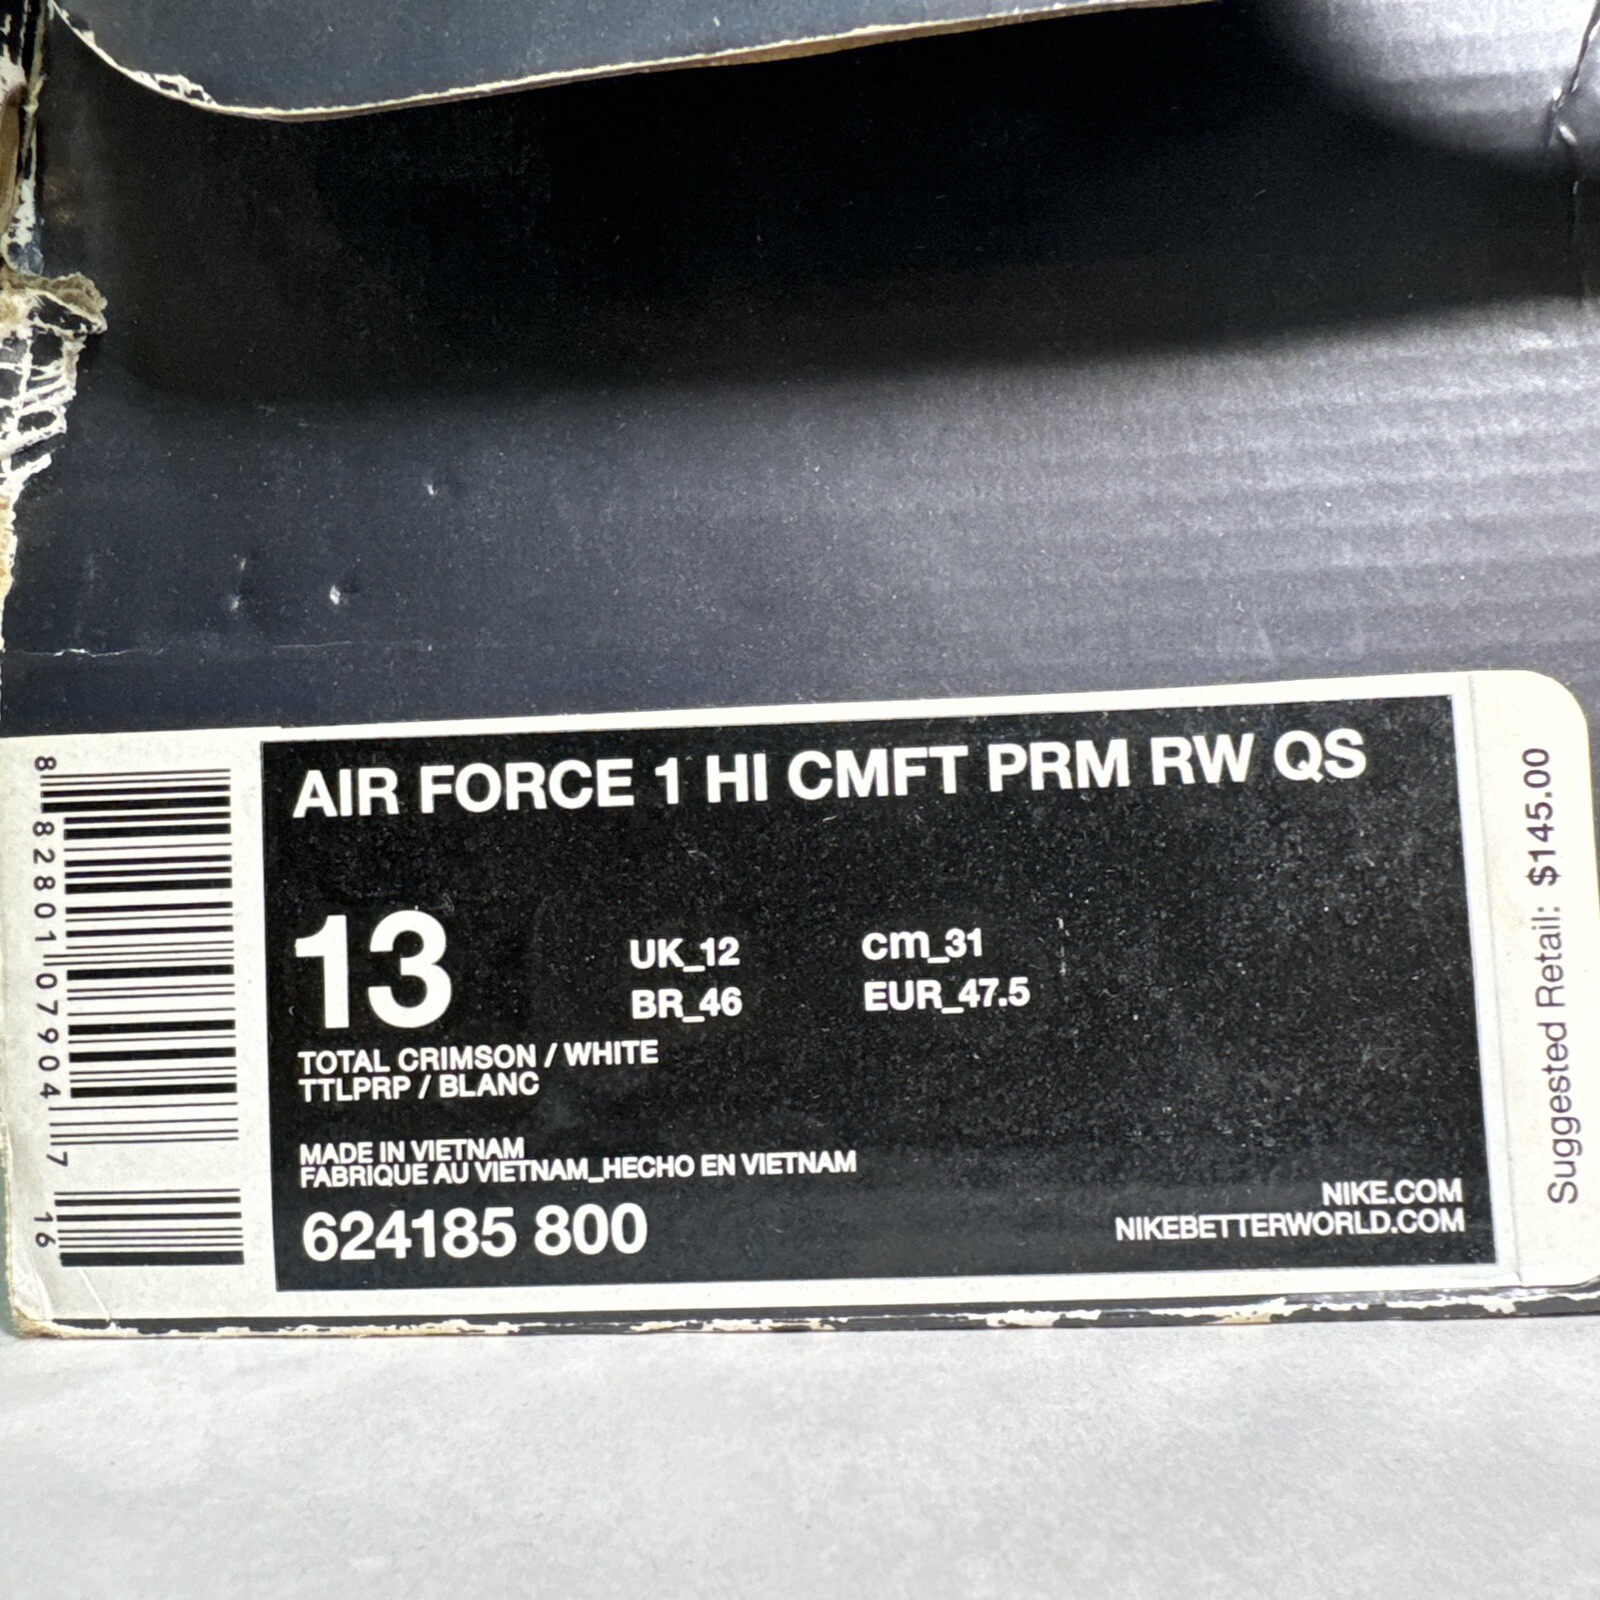 AIR FORCE 1 HI CMFT PRM RW QS
13
UK_12
cm_31
BR_46
EUR_47.5
TOTAL CRIMSON / WHITE
TTLPRP / BLANC
MADE IN VIETNAM
FABRIQUE AU VIETNAM_HECHO EN VIETNAM
624185 800
NIKE.COM
NIKEBETTERWORLD.COM
8 82801 07904 7
16
Suggested Retail: $145.00